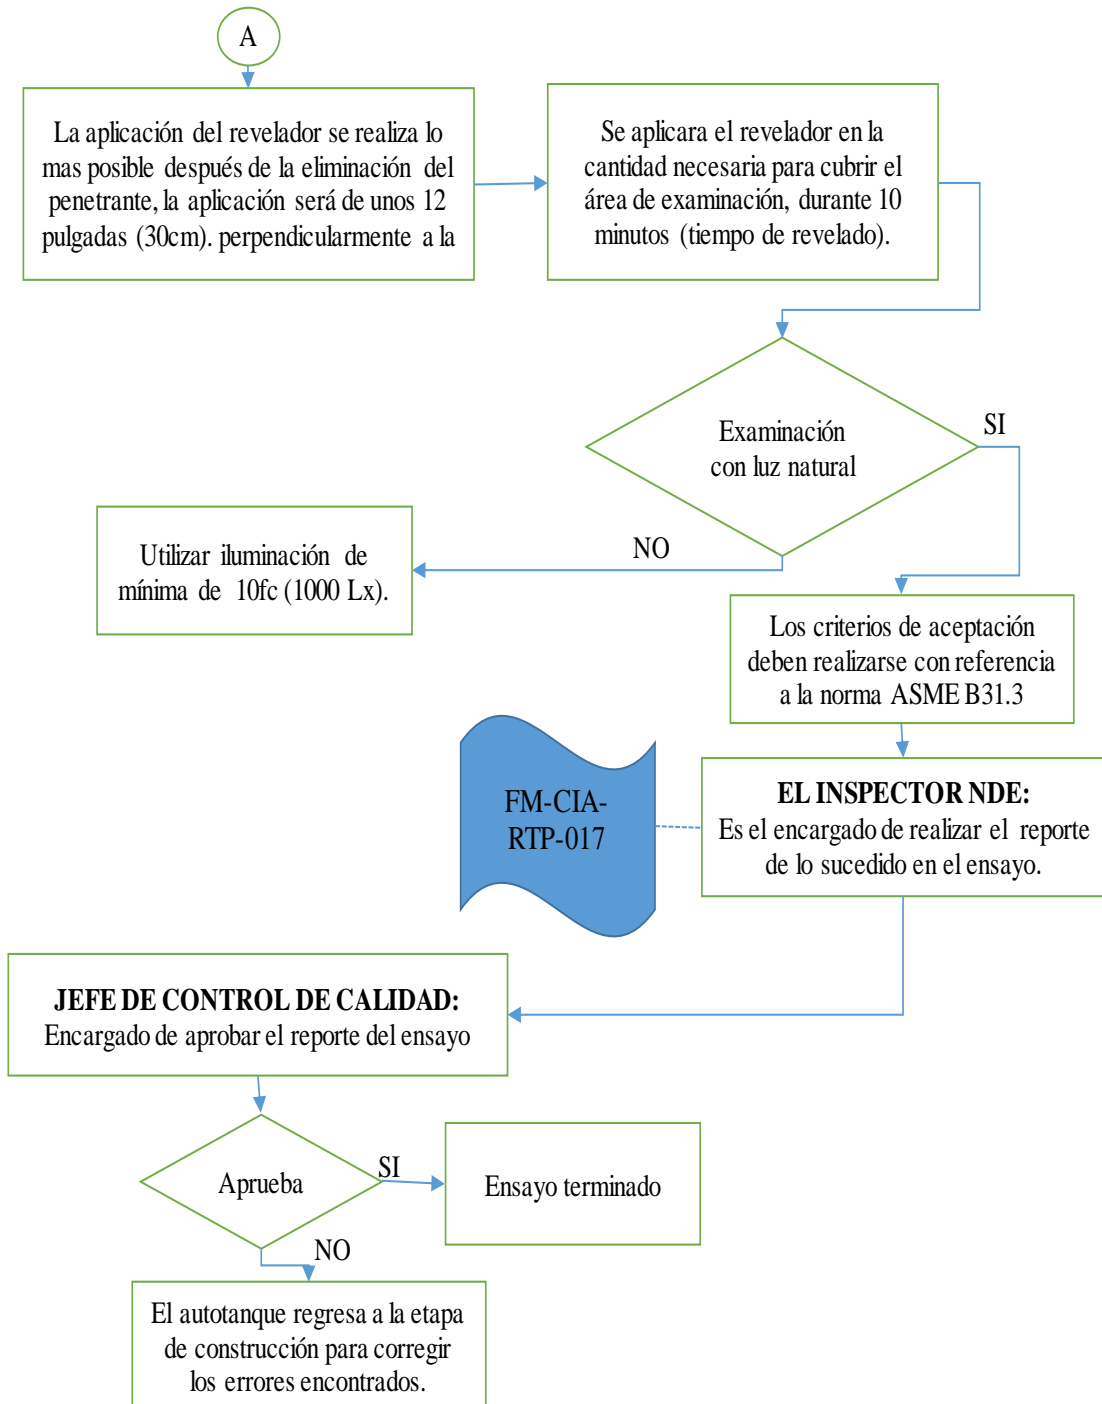 A
La aplicación del revelador se realiza lo
mas posible después de la eliminación del
penetrante, la aplicación será de unos 12
pulgadas (30cm). perpendicularmente a la
Se aplicara el revelador en la
cantidad necesaria para cubrir el
área de examinación, durante 10
minutos (tiempo de revelado).
Examinación
con luz natural
SI
NO
Utilizar iluminación de
mínima de 10fc (1000 Lx).
Los criterios de aceptación
deben realizarse con referencia
a la norma ASME B31.3
FM-CIA-
RTP-017
EL INSPECTOR NDE:
Es el encargado de realizar el reporte
de lo sucedido en el ensayo.
JEFE DE CONTROL DE CALIDAD:
Encargado de aprobar el reporte del ensayo
Aprueba
SI
Ensayo terminado
NO
El autotanque regresa a la etapa
de construcción para corregir
los errores encontrados.